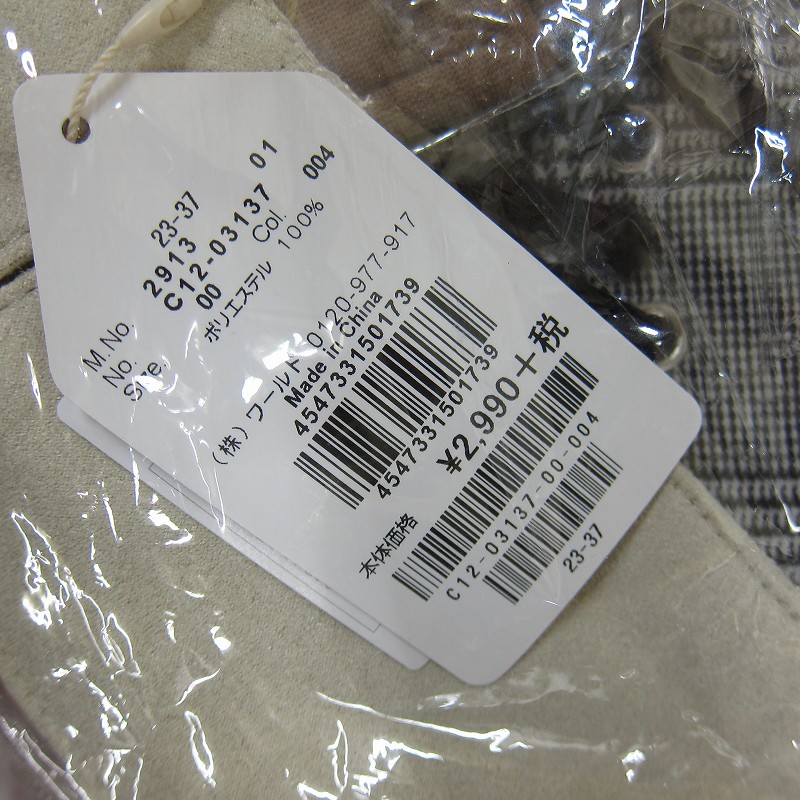 M.No. 23-37 01
No. 2913
Size. C12-03137 Col. 004
00
ポリエステル 100%
(株)ワールド 0120-977-917
Made in China
4547331501739
4547331501739
本体価格 ¥2,990+税
C12-03137-00-004
23-37